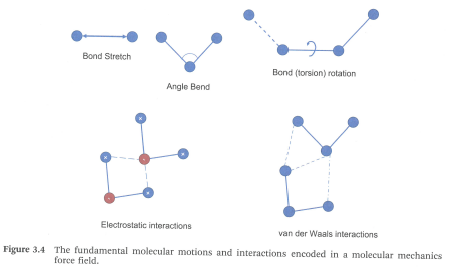 Bond Stretch
Angle Bend
Bond (torsion) rotation
Electrostatic interactions
van der Waals interactions
Figure 3.4 The fundamental molecular motions and interactions encoded in a molecular mechanics
force field.